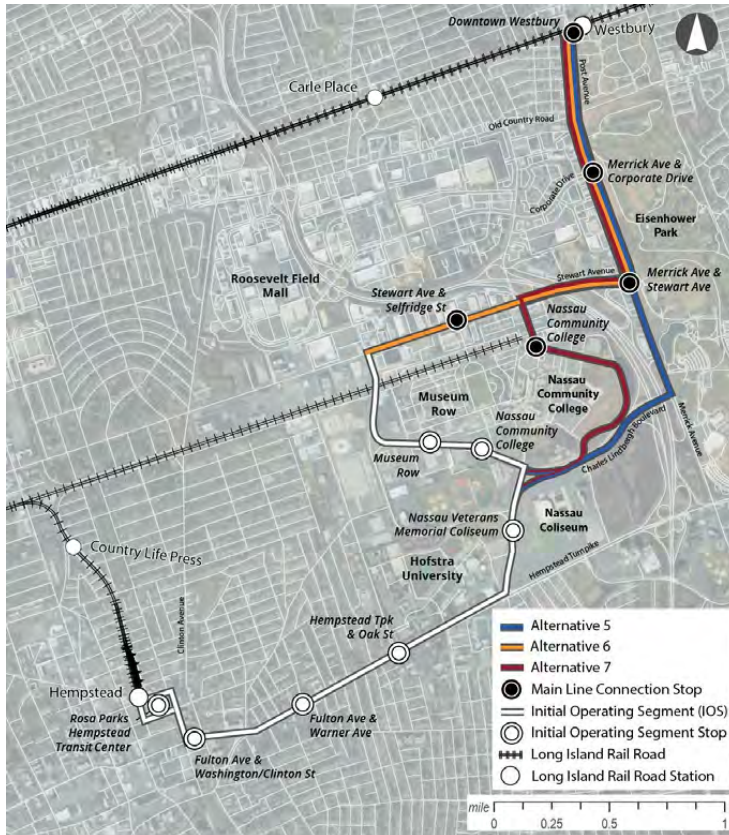 Downtown Westbury
Westbury
Carle Place
Post Avenue
Old Country Road
Merrick Ave &
Corporate Drive
Corporate Drive
Eisenhower
Park
Roosevelt Field
Mall
Stewart Avenue
Merrick Ave &
Stewart Ave
Stewart Ave &
Selfridge St
Nassau
Community
College
Museum
Row
Nassau
Community
College
Nassau
Community
College
Merrick Avenue
Museum
Row
Charles Lindbergh Boulevard
Nassau Veterans
Memorial Coliseum
Nassau
Coliseum
Country Life Press
Hofstra
University
Hempstead Turnpike
Clinton Avenue
Hempstead Tpk
& Oak St
Hempstead
Rosa Parks
Hempstead
Transit Center
Fulton Ave &
Warner Ave
Fulton Ave &
Washington/Clinton St
Alternative 5
Alternative 6
Alternative 7
Main Line Connection Stop
Initial Operating Segment (IOS)
Initial Operating Segment Stop
Long Island Rail Road
Long Island Rail Road Station
mile
0 0.25 0.5 1